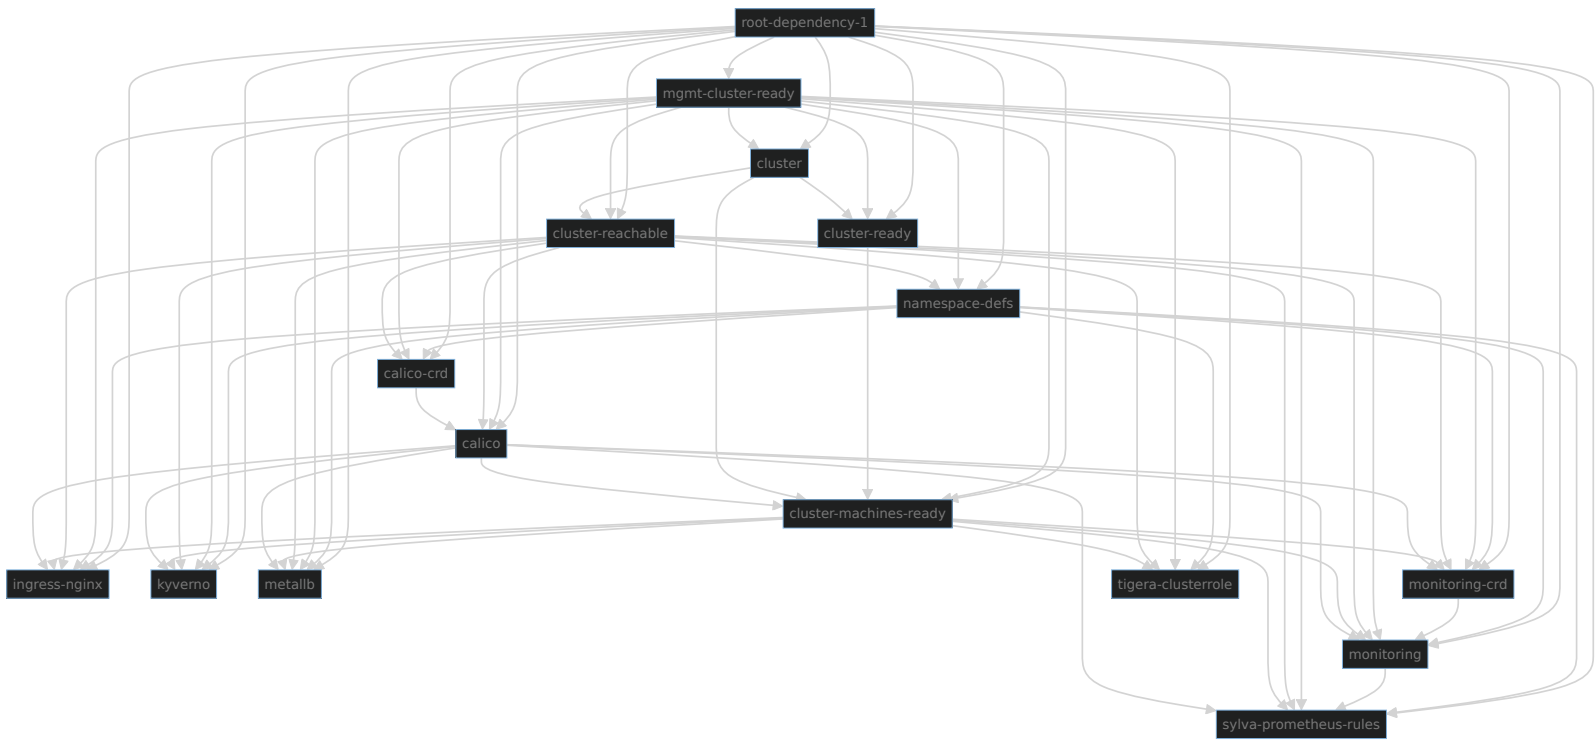 root-dependency-1
mgmt-cluster-ready
cluster
cluster-reachable
cluster-ready
namespace-defs
calico-crd
calico
cluster-machines-ready
ingress-nginx
kyverno
metallb
tigera-clusterrole
monitoring-crd
monitoring
sylva-prometheus-rules